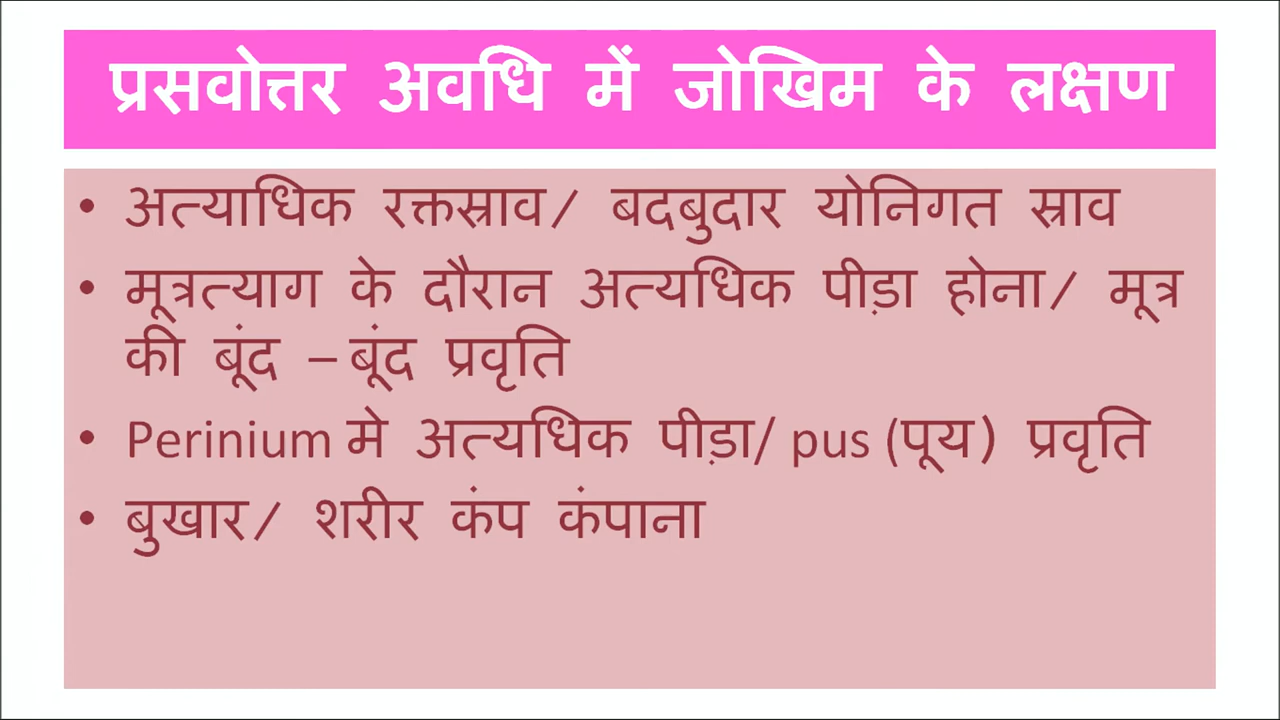 प्रसवोत्तर अवधि में जोखिम के लक्षण
• अत्याधिक रक्तस्राव/ बदबुदार योनिगत स्राव
• मूत्रत्याग के दौरान अत्यधिक पीड़ा होना/ मूत्र
की बूंद – बूंद प्रवृति
• Perinium मे अत्यधिक पीड़ा/ pus (पूय) प्रवृति
• बुखार/ शरीर कंप कंपाना